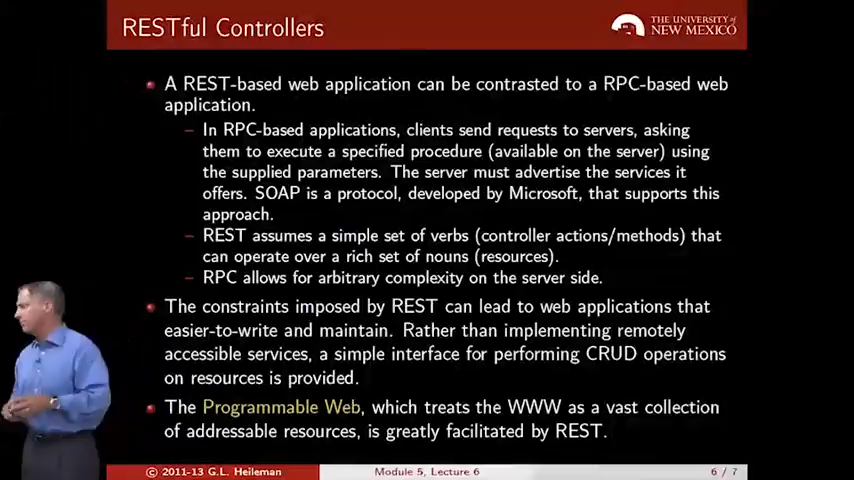 RESTful Controllers
THE UNIVERSITY of
NEW MEXICO
• A REST-based web application can be contrasted to a RPC-based web
application.
– In RPC-based applications, clients send requests to servers, asking
them to execute a specified procedure (available on the server) using
the supplied parameters. The server must advertise the services it
offers. SOAP is a protocol, developed by Microsoft, that supports this
approach.
– REST assumes a simple set of verbs (controller actions/methods) that
can operate over a rich set of nouns (resources).
– RPC allows for arbitrary complexity on the server side.
• The constraints imposed by REST can lead to web applications that
easier-to-write and maintain. Rather than implementing remotely
accessible services, a simple interface for performing CRUD operations
on resources is provided.
• The Programmable Web, which treats the WWW as a vast collection
of addressable resources, is greatly facilitated by REST.
© 2011-13 G.L. Heileman
Module 5, Lecture 6
6 / 7